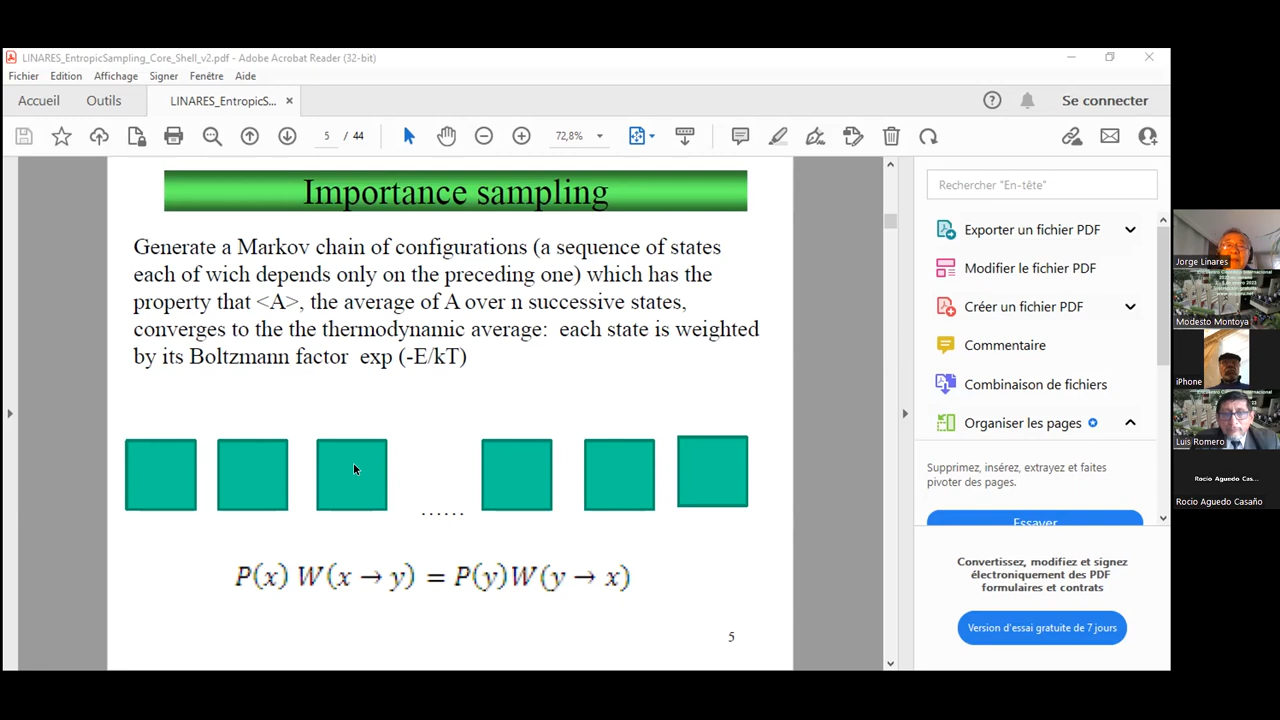 LINARES_EntropicSampling_Core_Shell_v2.pdf - Adobe Acrobat Reader (32-bit)
Fichier Edition Affichage Signer Fenêtre Aide
Accueil Outils LINARES_EntropicS... × Se connecter
5 / 44 72,8%
Importance sampling
Generate a Markov chain of configurations (a sequence of states
each of wich depends only on the preceding one) which has the
property that <A>, the average of A over n successive states,
converges to the the thermodynamic average: each state is weighted
by its Boltzmann factor exp (-E/kT)
......
P(x) W(x → y) = P(y)W(y → x)
5
Rechercher "En-tête"
Exporter un fichier PDF
Modifier le fichier PDF
Créer un fichier PDF
Commentaire
Combinaison de fichiers
Organiser les pages
Supprimez, insérez, extrayez et faites
pivoter des pages.
Essayer
Convertissez, modifiez et signez
électroniquement des PDF
formulaires et contrats
Version d'essai gratuite de 7 jours
Jorge Linares
Modesto Montoya
iPhone
Luis Romero
Rocio Aguedo Cas...
Rocio Aguedo Casaño